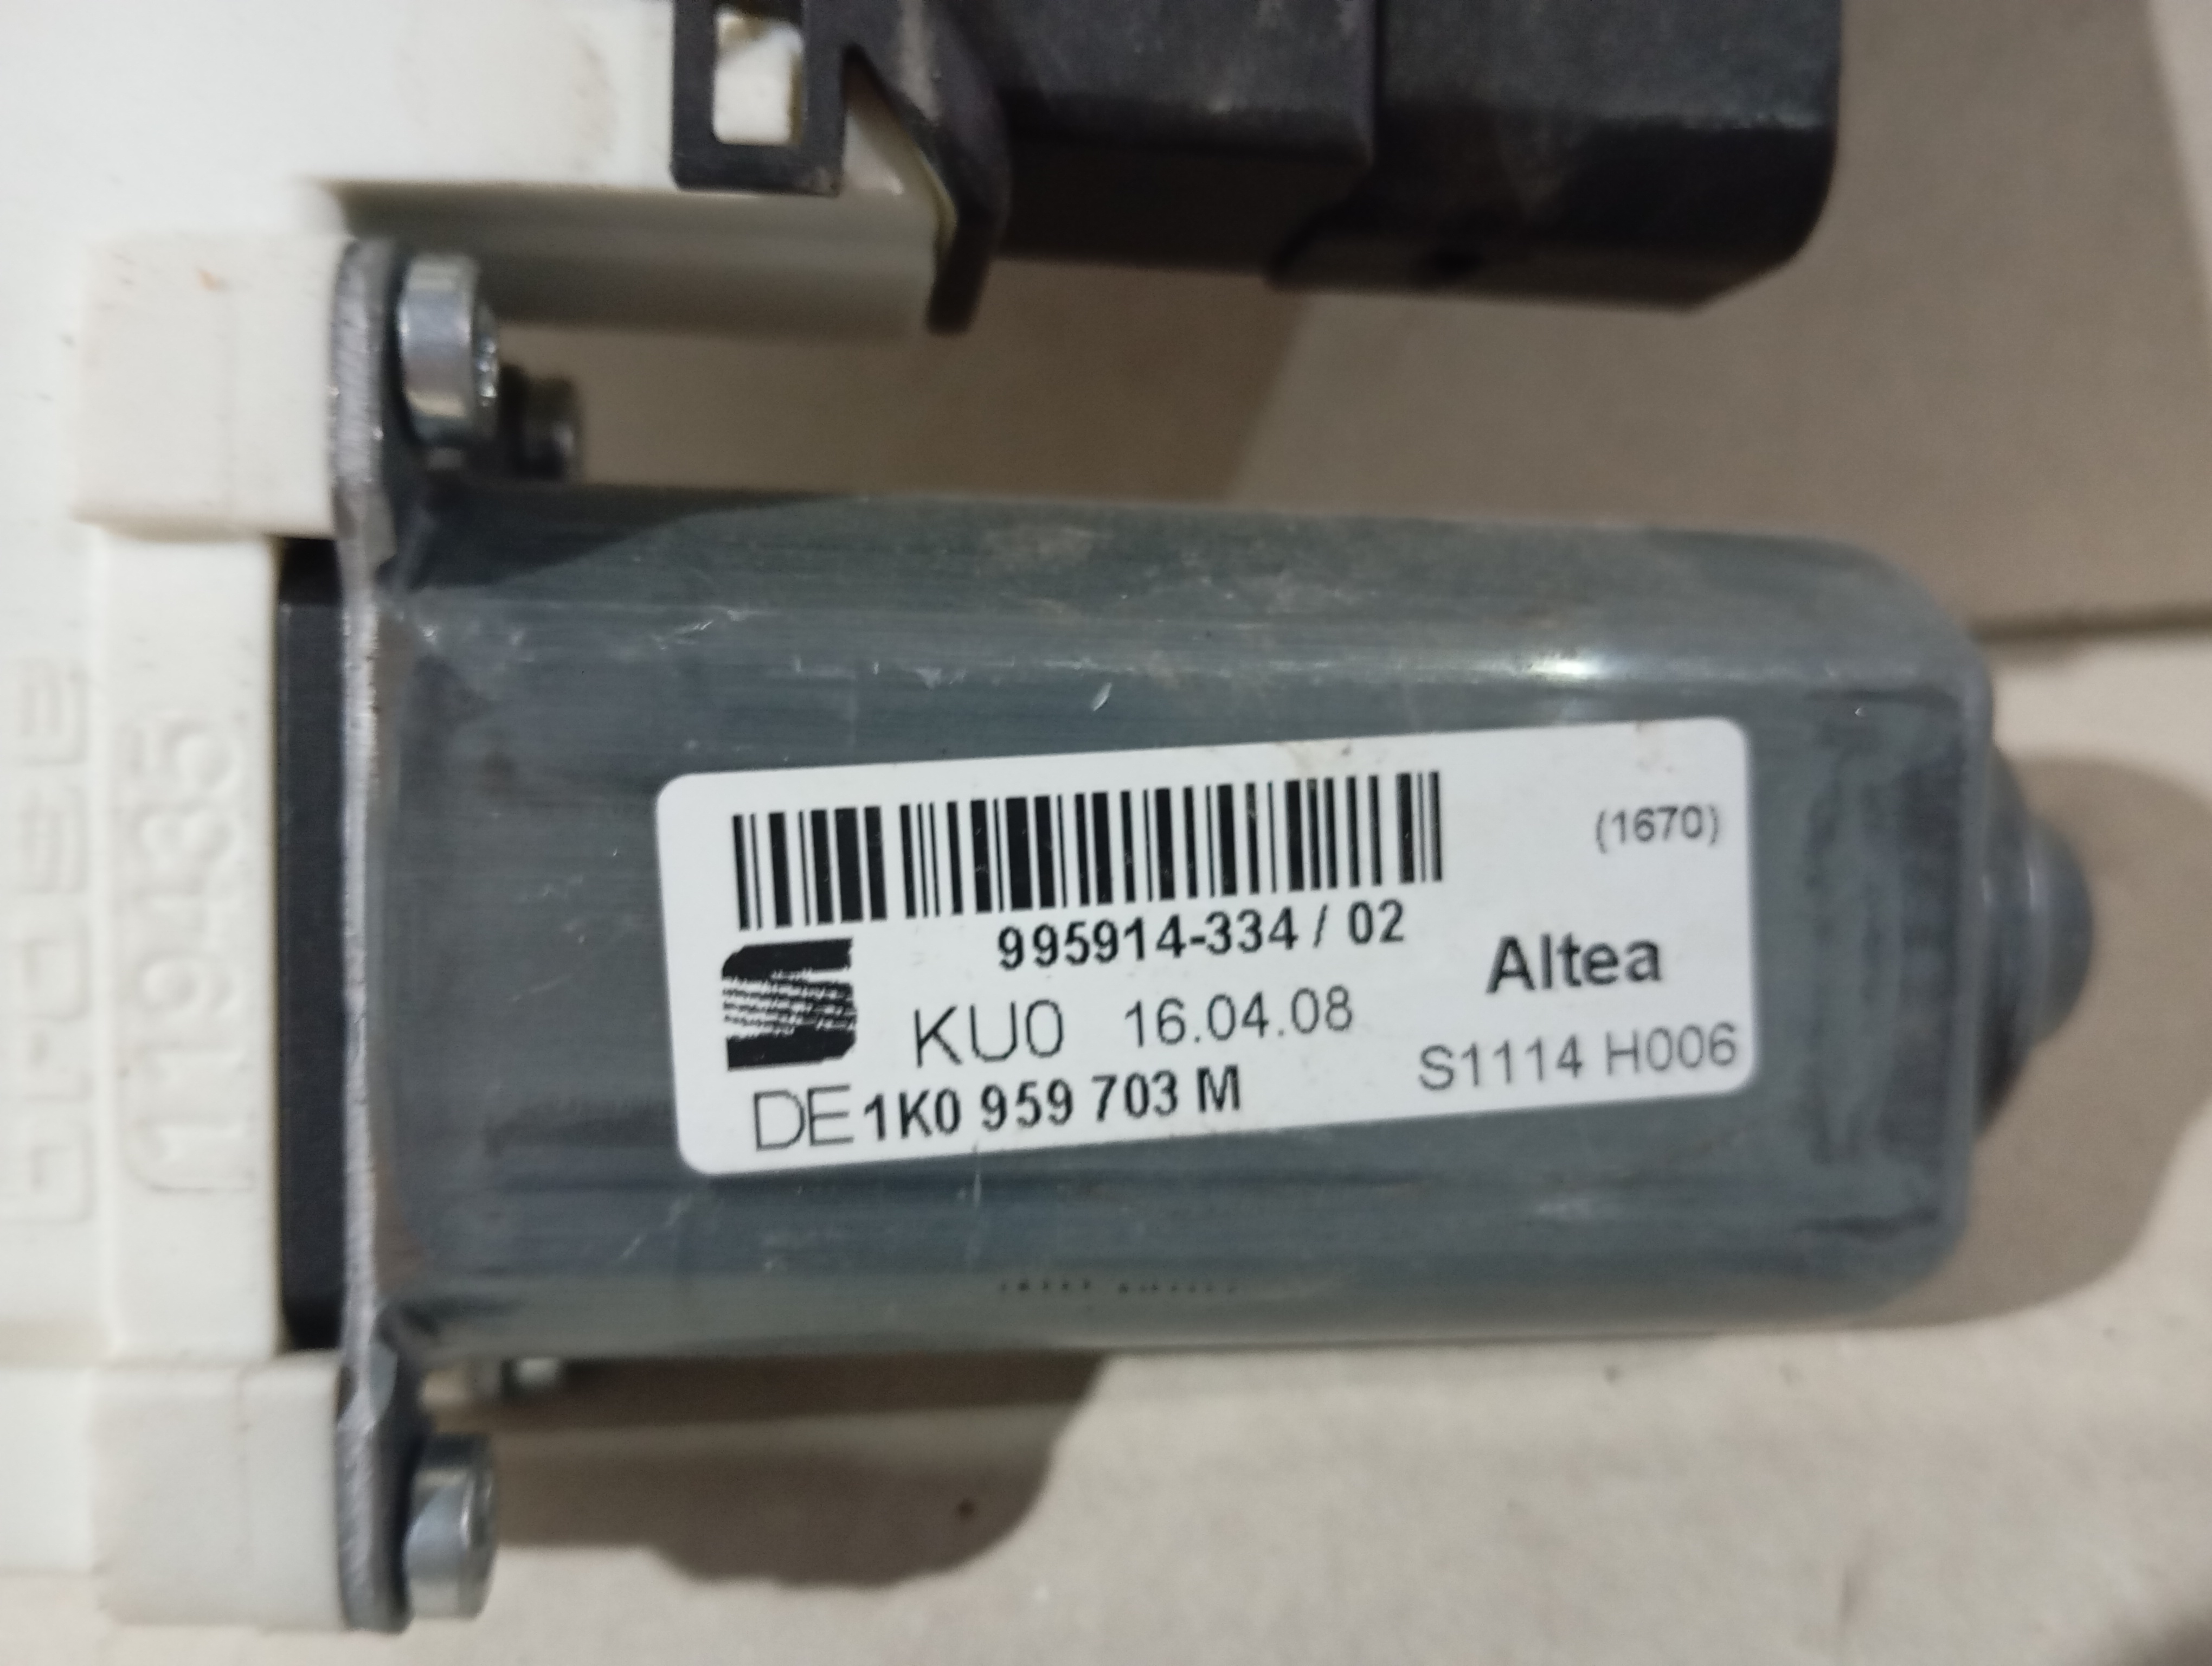 (1670)
995914-334 / 02
Altea
KU0 16.04.08
S1114 H006
DE 1K0 959 703 M